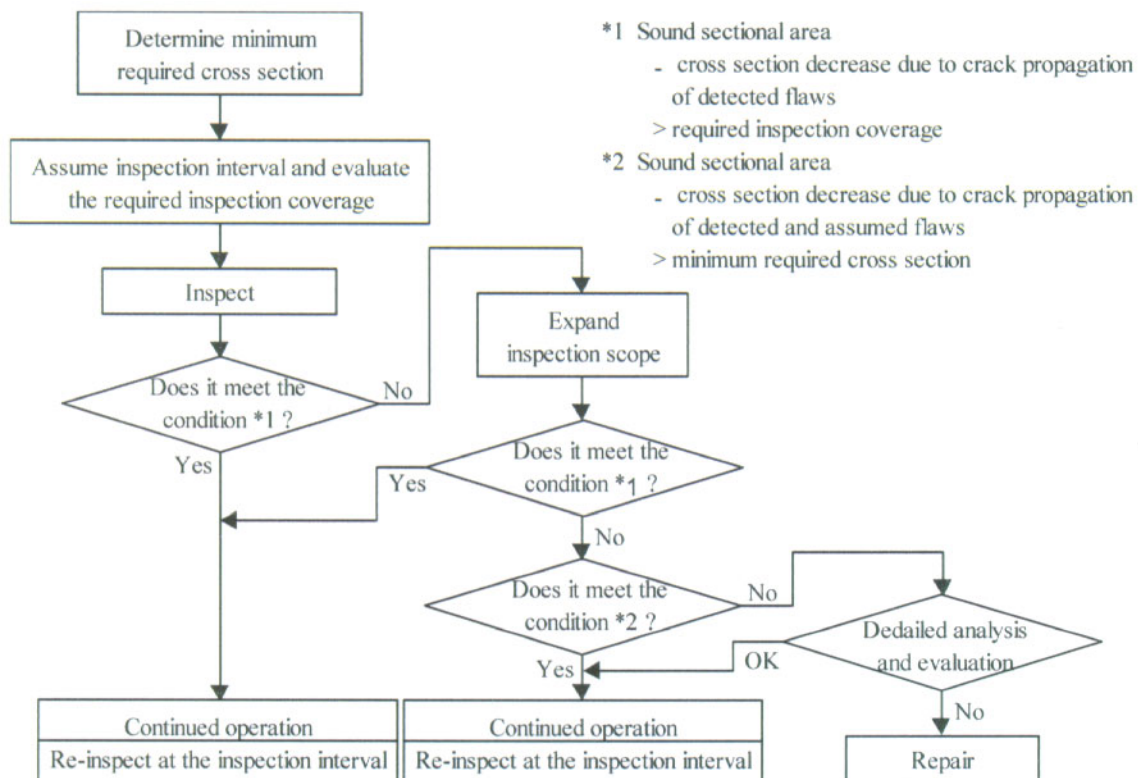 Determine minimum
required cross section
*1 Sound sectional area
- cross section decrease due to crack propagation
of detected flaws
> required inspection coverage
*2 Sound sectional area
- cross section decrease due to crack propagation
of detected and assumed flaws
> minimum required cross section
Assume inspection interval and evaluate
the required inspection coverage
Inspect
Expand
inspection scope
Does it meet the
condition *1 ?
No
Yes
Does it meet the
condition *1 ?
Yes
No
Does it meet the
condition *2 ?
No
Yes
Dedailed analysis
and evaluation
OK
No
Continued operation
Re-inspect at the inspection interval
Continued operation
Re-inspect at the inspection interval
Repair